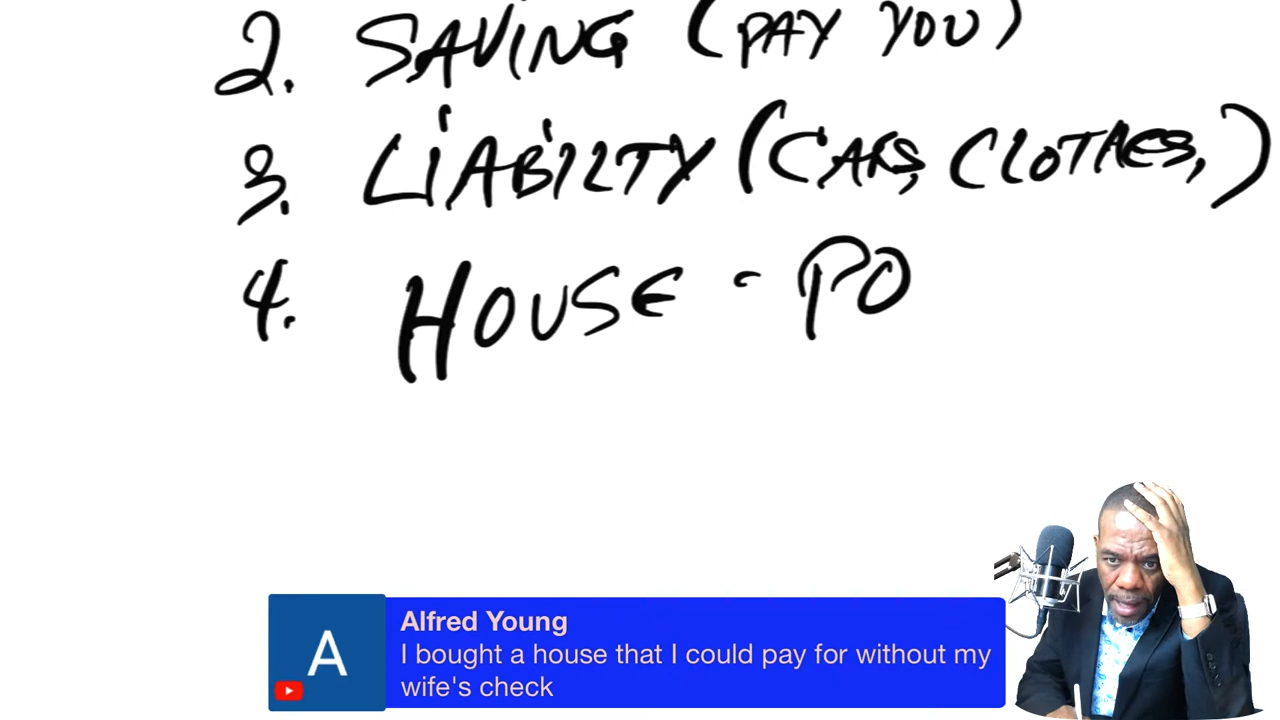 2. SAVING (PAY YOU)
3. LIABILTY (CARS, CLOTHES, )
4. HOUSE - PO
A
Alfred Young
I bought a house that I could pay for without my
wife's check